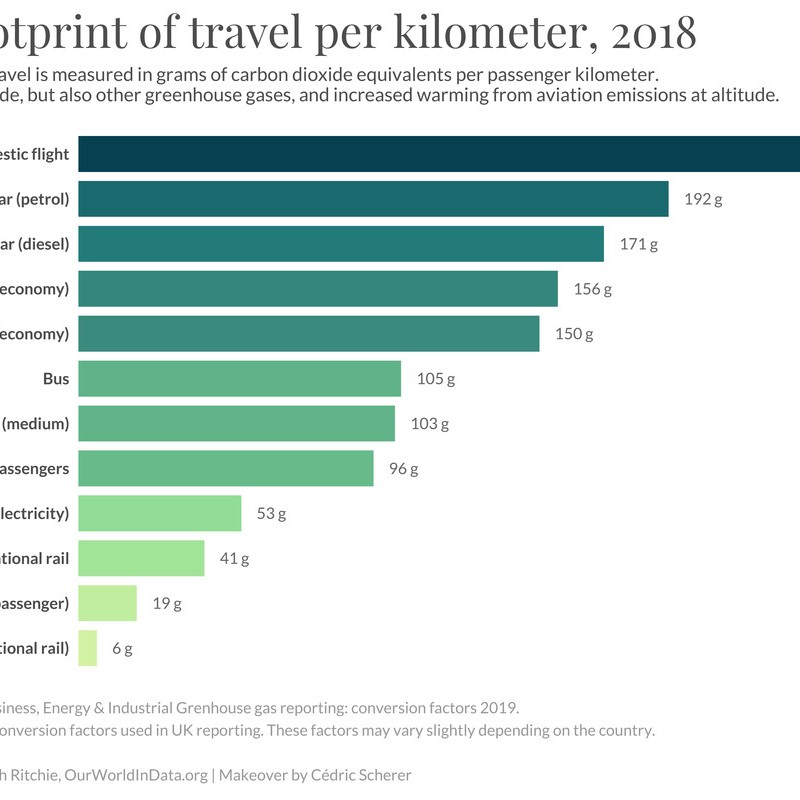 otprint of travel per kilometer, 2018
avel is measured in grams of carbon dioxide equivalents per passenger kilometer.
de, but also other greenhouse gases, and increased warming from aviation emissions at altitude.
estic flight
ar (petrol) 192 g
ar (diesel) 171 g
economy) 156 g
economy) 150 g
Bus 105 g
(medium) 103 g
assengers 96 g
lectricity) 53 g
tional rail 41 g
passenger) 19 g
tional rail) 6 g
siness, Energy & Industrial Grenhouse gas reporting: conversion factors 2019.
onversion factors used in UK reporting. These factors may vary slightly depending on the country.
h Ritchie, OurWorldInData.org | Makeover by Cédric Scherer